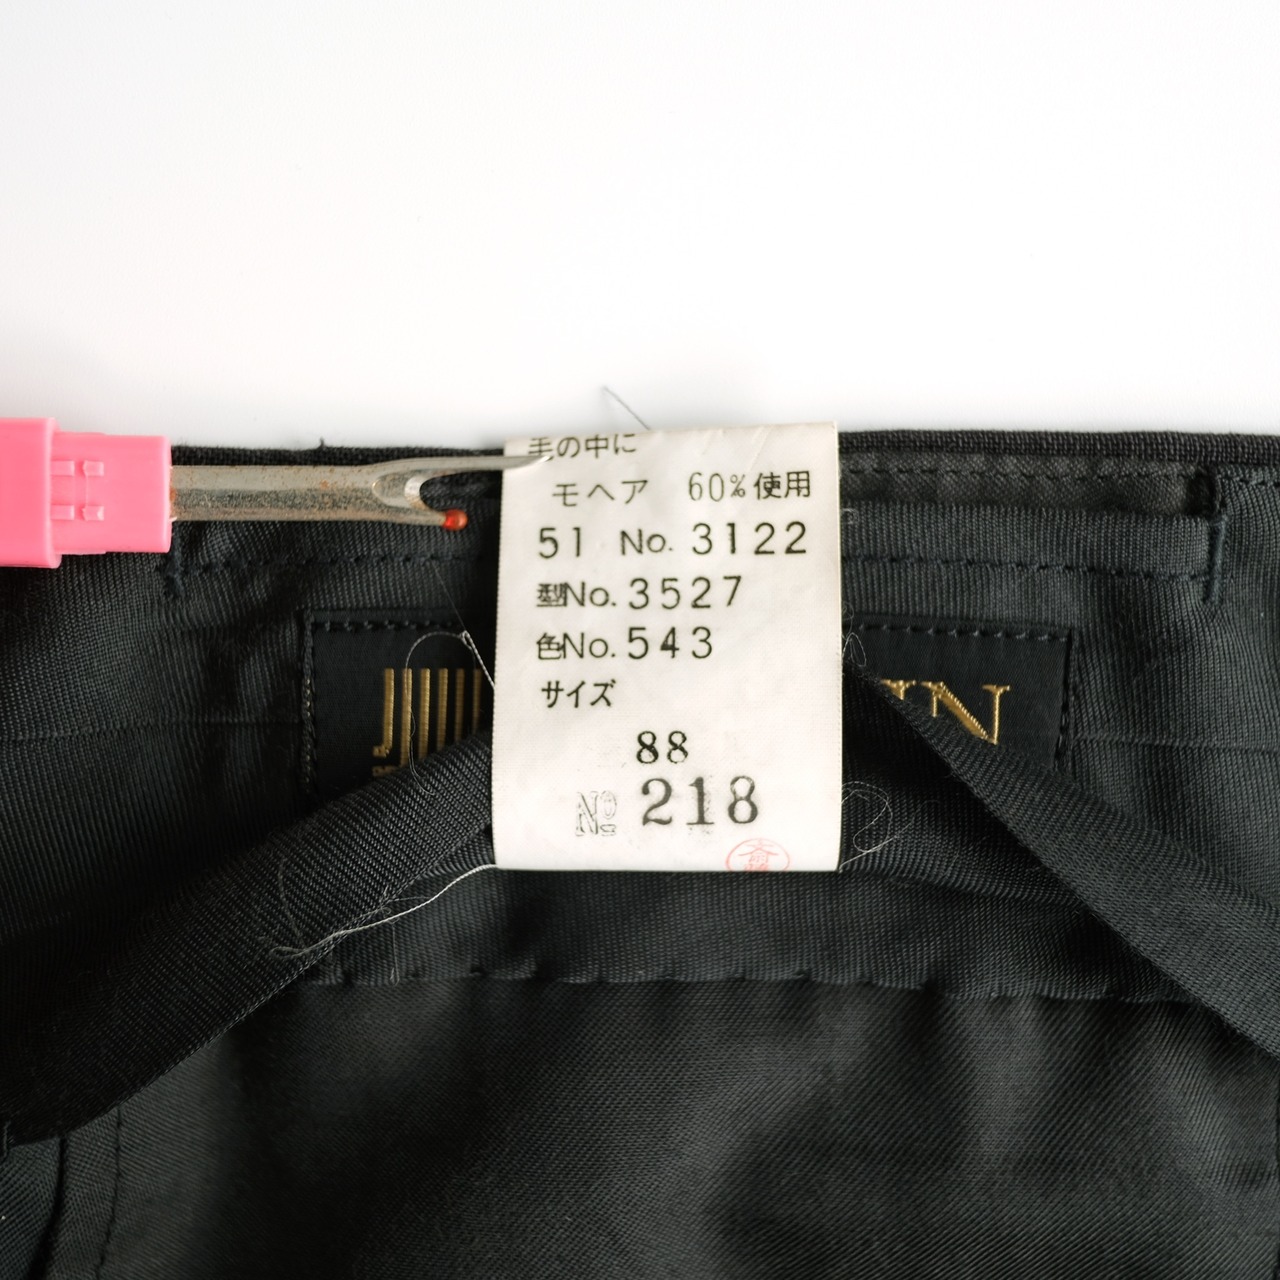 毛の中に
モヘア 60%使用
51 No. 3122
型No. 3527
色No. 543
サイズ
88
No 218